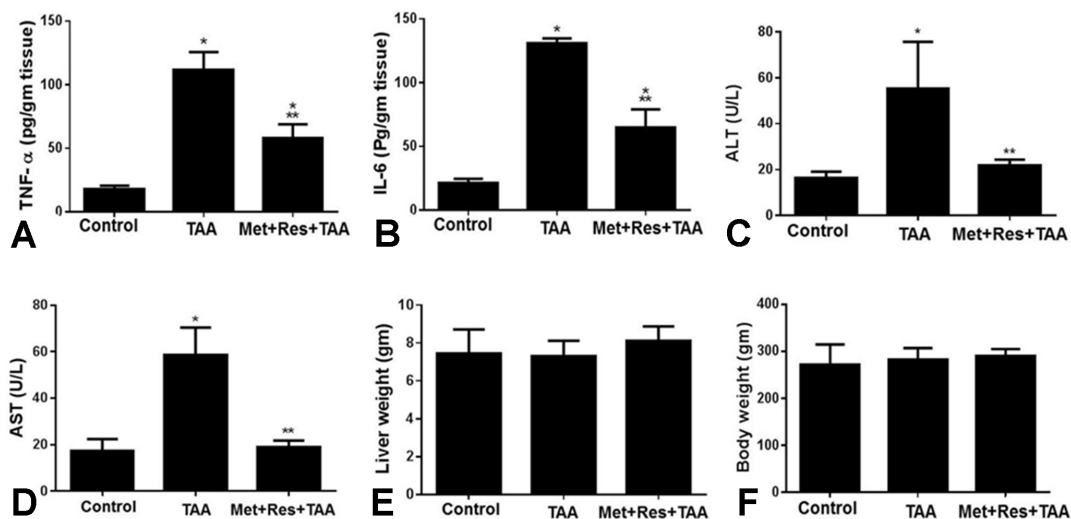 TNF- α (pg/gm tissue)
150
100
50
0
*
*
**
Control
TAA
Met+Res+TAA
A
IL-6 (Pg/gm tissue)
150
100
50
0
*
*
**
Control
TAA
Met+Res+TAA
B
ALT (U/L)
80
60
40
20
0
*
**
Control
TAA
Met+Res+TAA
C
AST (U/L)
80
60
40
20
0
*
**
Control
TAA
Met+Res+TAA
D
Liver weight (gm)
10
8
6
4
2
0
Control
TAA
Met+Res+TAA
E
Body weight (gm)
400
300
200
100
0
Control
TAA
Met+Res+TAA
F